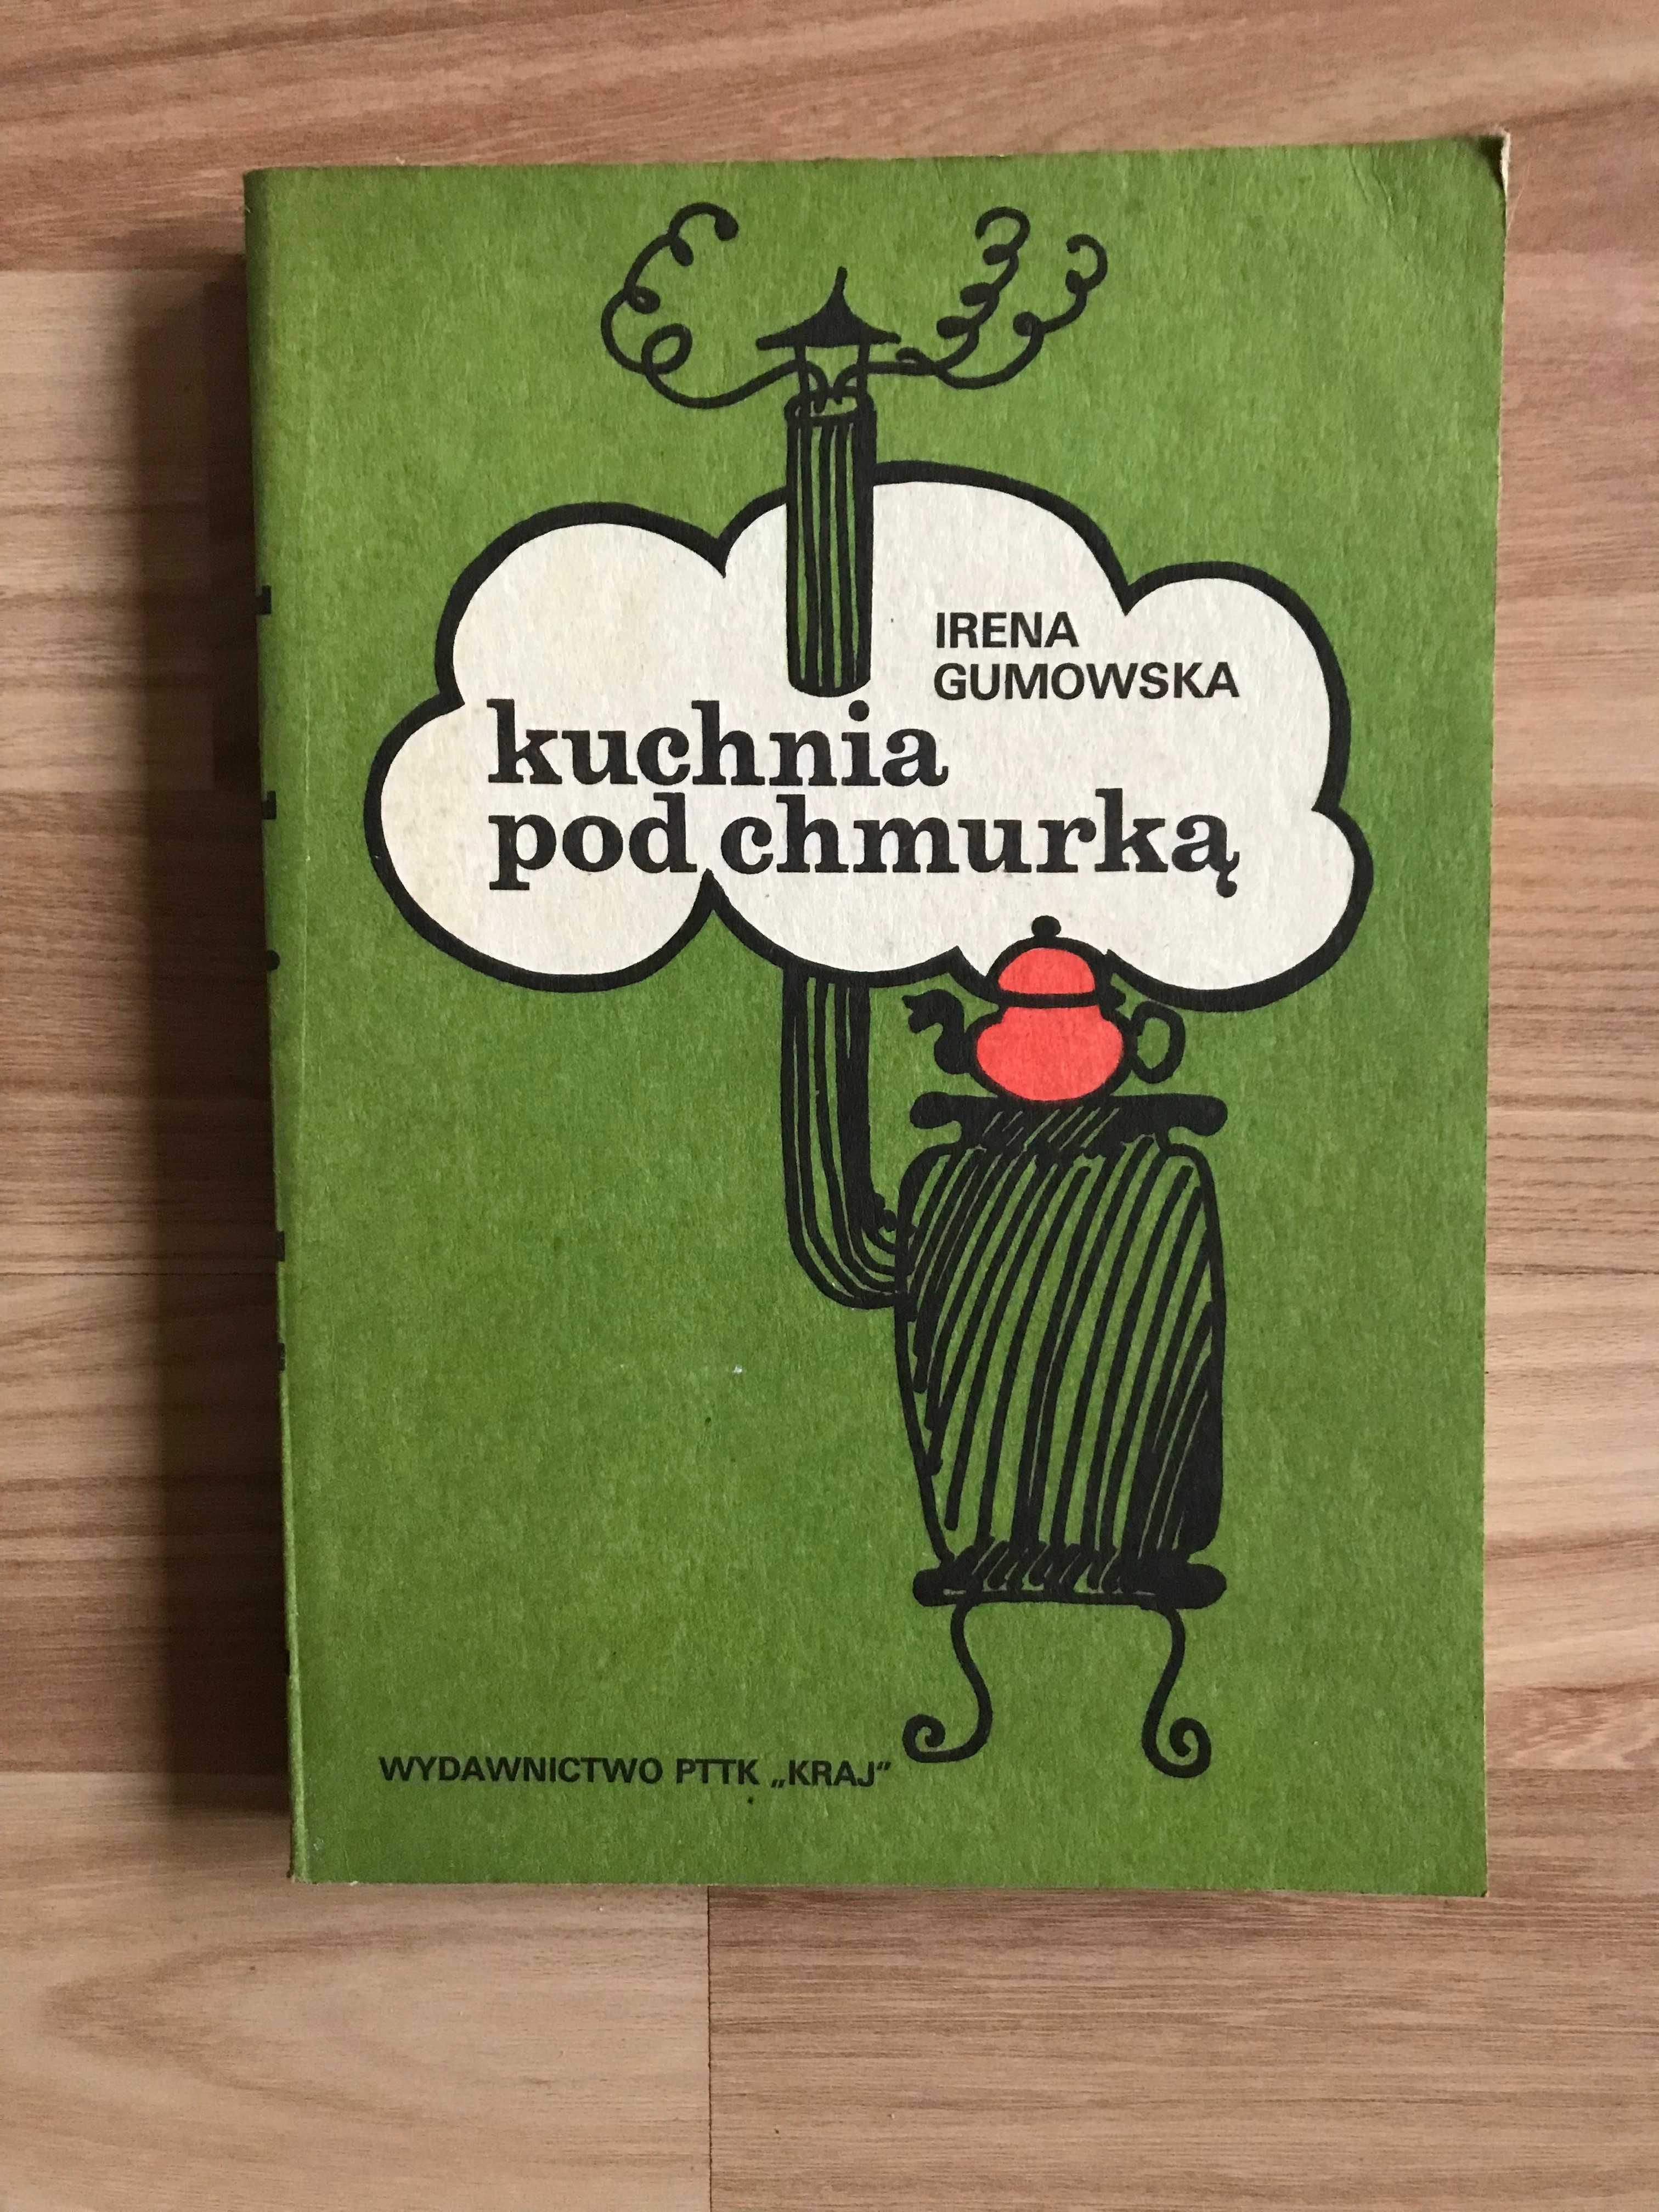 IRENA
GUMOWSKA
kuchnia
pod chmurką
WYDAWNICTWO PTTK „KRAJ”